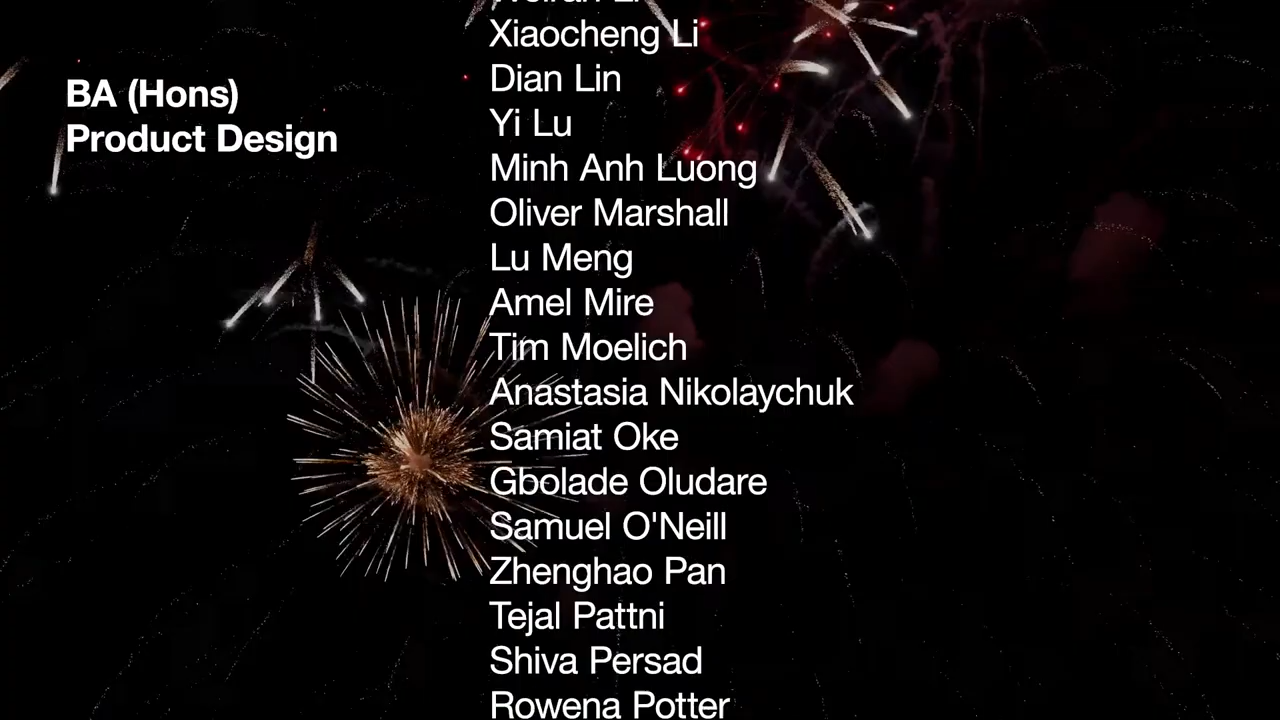 BA (Hons)
Product Design
Xiaocheng Li
Dian Lin
Yi Lu
Minh Anh Luong
Oliver Marshall
Lu Meng
Amel Mire
Tim Moelich
Anastasia Nikolaychuk
Samiat Oke
Gbolade Oludare
Samuel O'Neill
Zhenghao Pan
Tejal Pattni
Shiva Persad
Rowena Potter